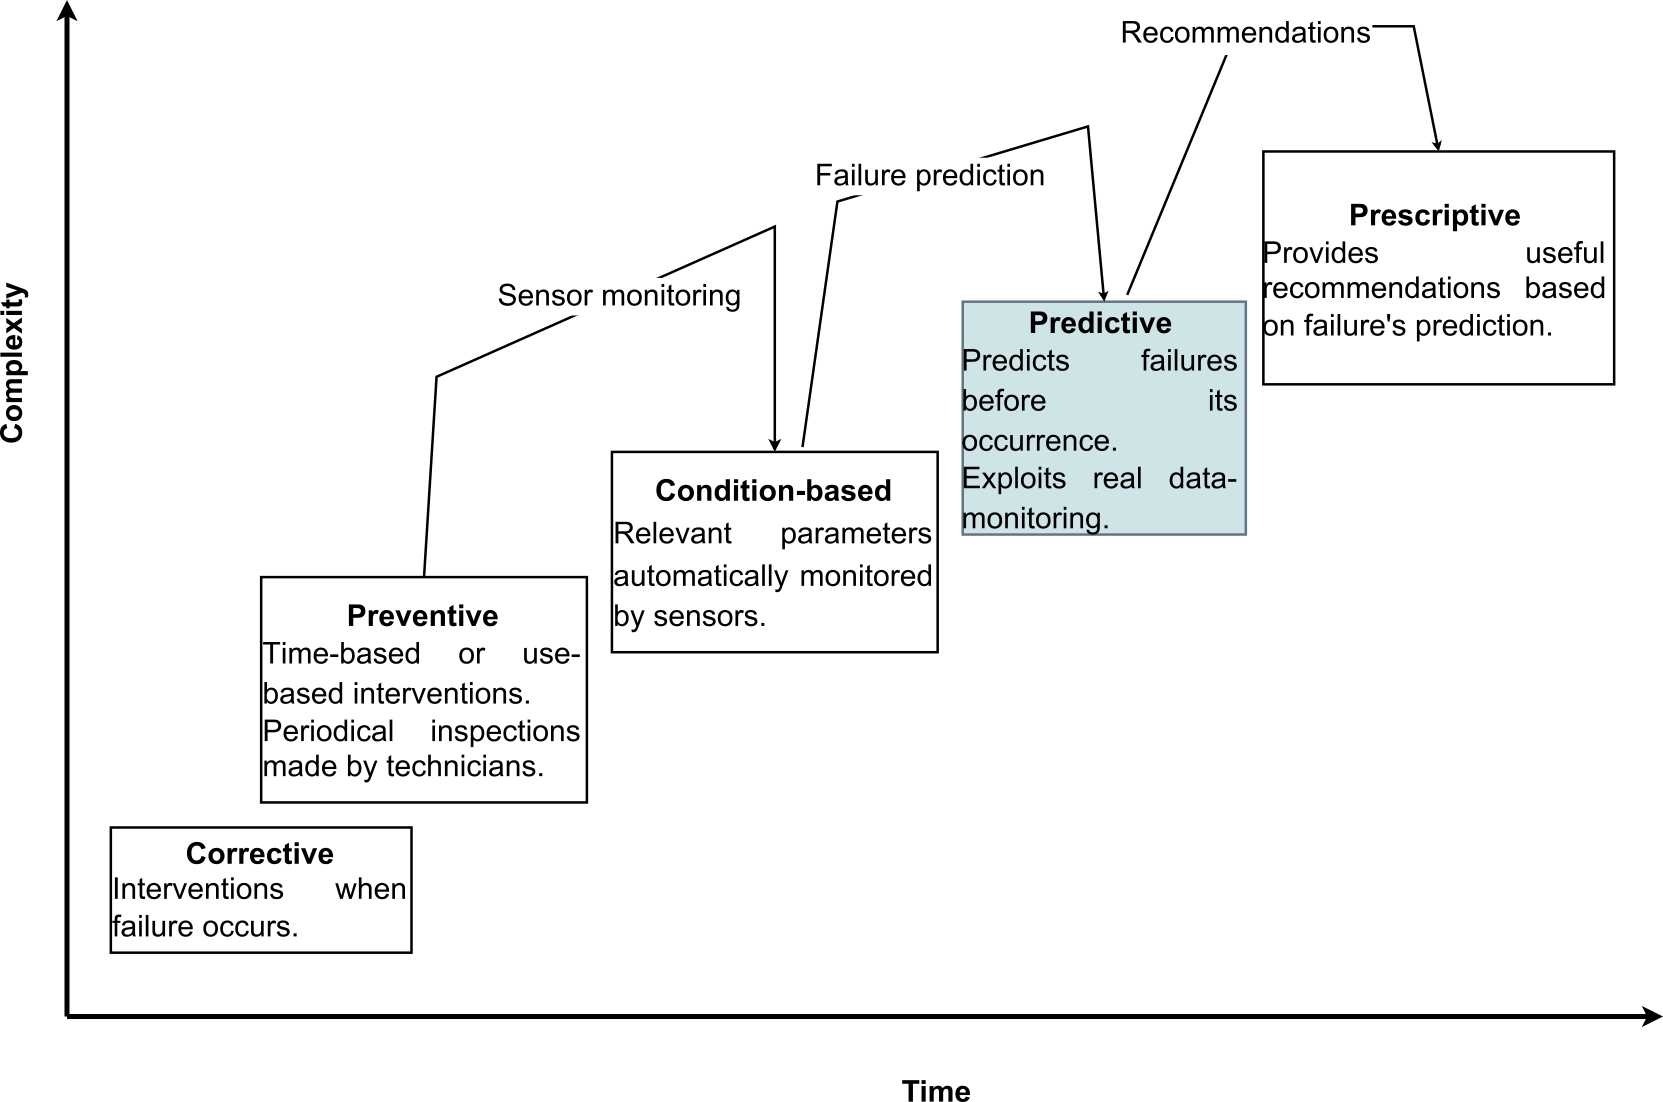 Recommendations
Failure prediction
Sensor monitoring
Complexity
Prescriptive
Provides useful
recommendations based
on failure's prediction.
Predictive
Predicts failures
before its
occurrence.
Exploits real data-
monitoring.
Condition-based
Relevant parameters
automatically monitored
by sensors.
Preventive
Time-based or use-
based interventions.
Periodical inspections
made by technicians.
Corrective
Interventions when
failure occurs.
Time